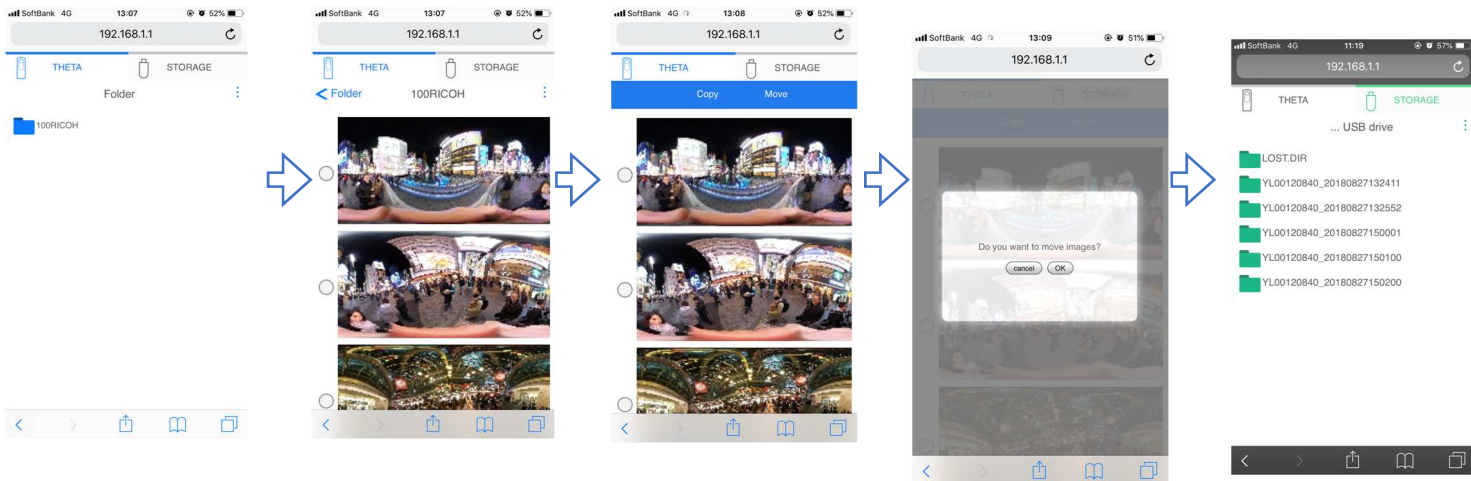 SoftBank 4G 13:07 52%
192.168.1.1
THETA STORAGE
Folder
100RICOH
SoftBank 4G 13:07 52%
192.168.1.1
THETA STORAGE
Folder 100RICOH
SoftBank 4G 13:08 52%
192.168.1.1
THETA STORAGE
Copy Move
SoftBank 4G 13:09 51%
192.168.1.1
THETA STORAGE
Copy Move
Do you want to move images?
cancel OK
SoftBank 4G 11:19 57%
192.168.1.1
THETA STORAGE
... USB drive
LOST.DIR
YL00120840_20180827132411
YL00120840_20180827132552
YL00120840_20180827150001
YL00120840_20180827150100
YL00120840_20180827150200